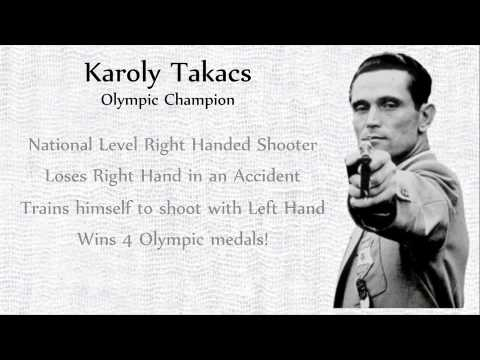 Karoly Takacs
Olympic Champion
National Level Right Handed Shooter
Loses Right Hand in an Accident
Trains himself to shoot with Left Hand
Wins 4 Olympic medals!